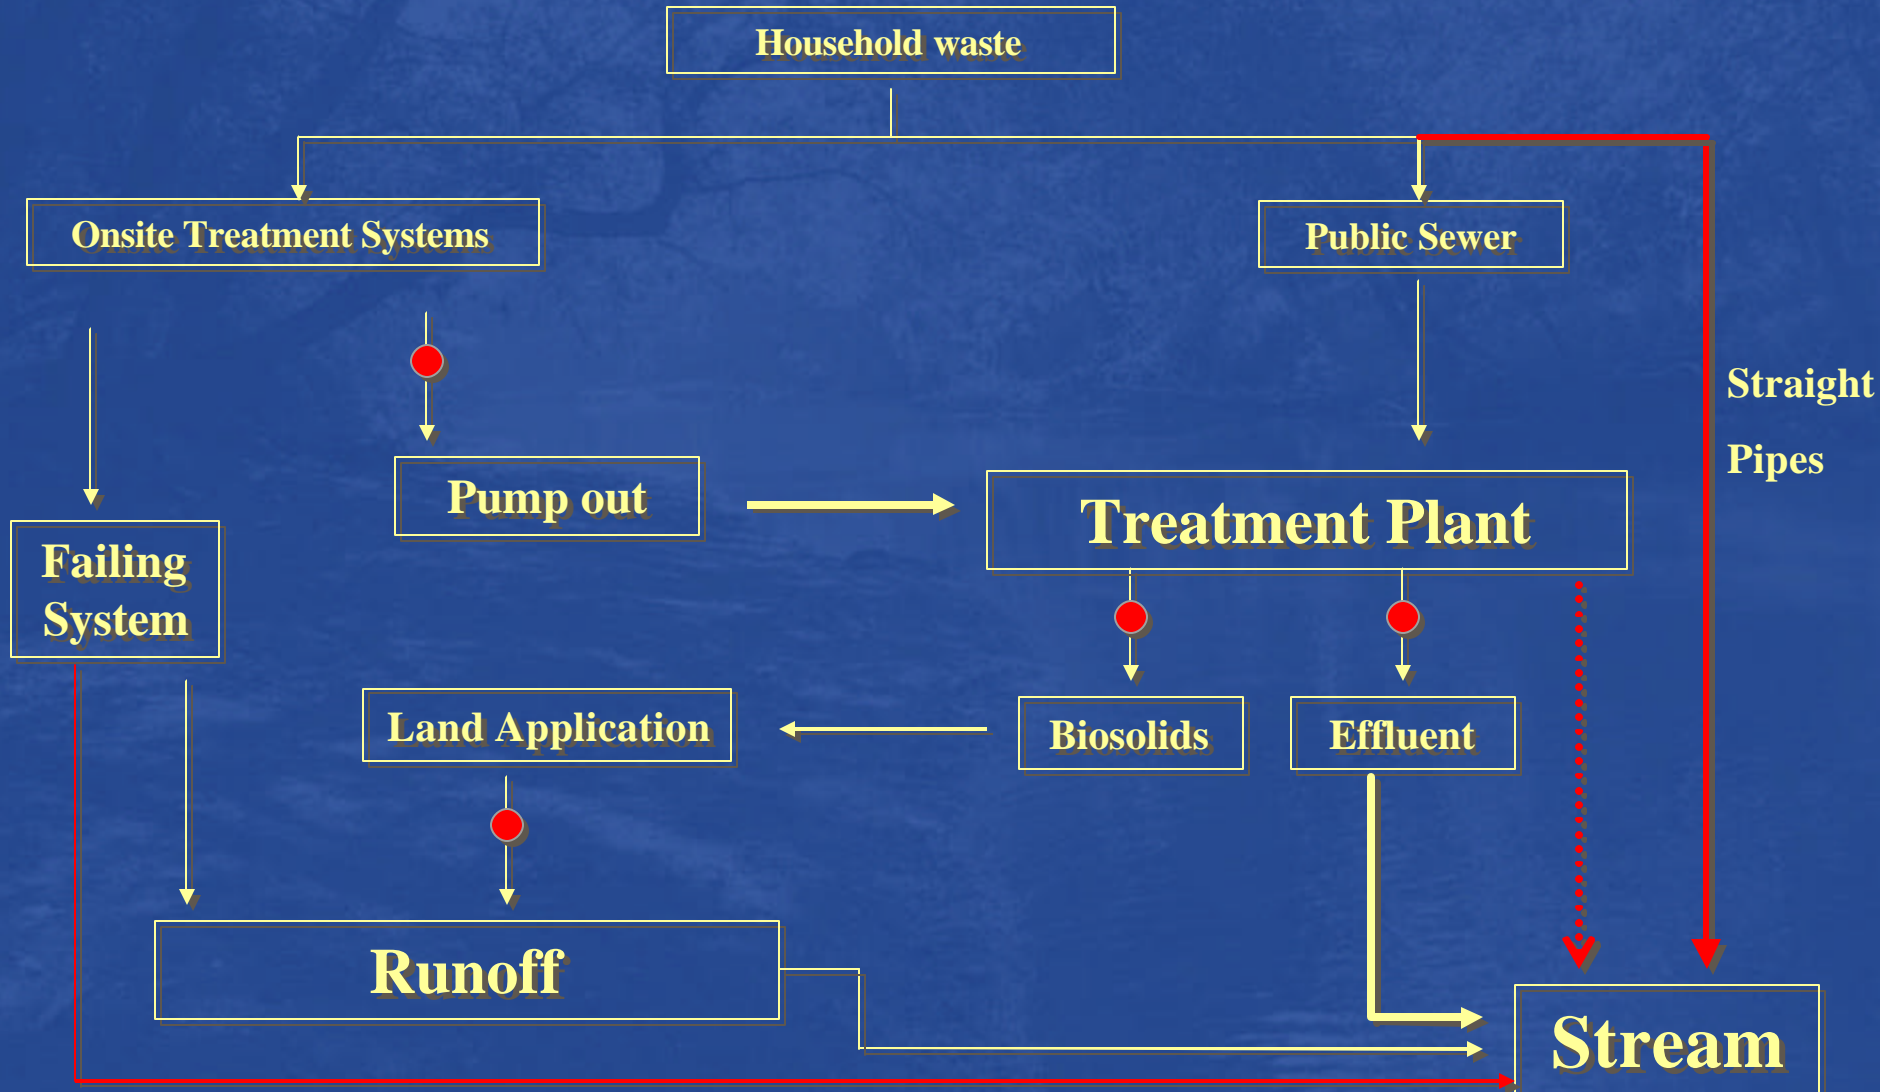 Household waste
Onsite Treatment Systems
Public Sewer
Straight
Pipes
Pump out
Treatment Plant
Failing
System
Land Application
Biosolids
Effluent
Runoff
Stream